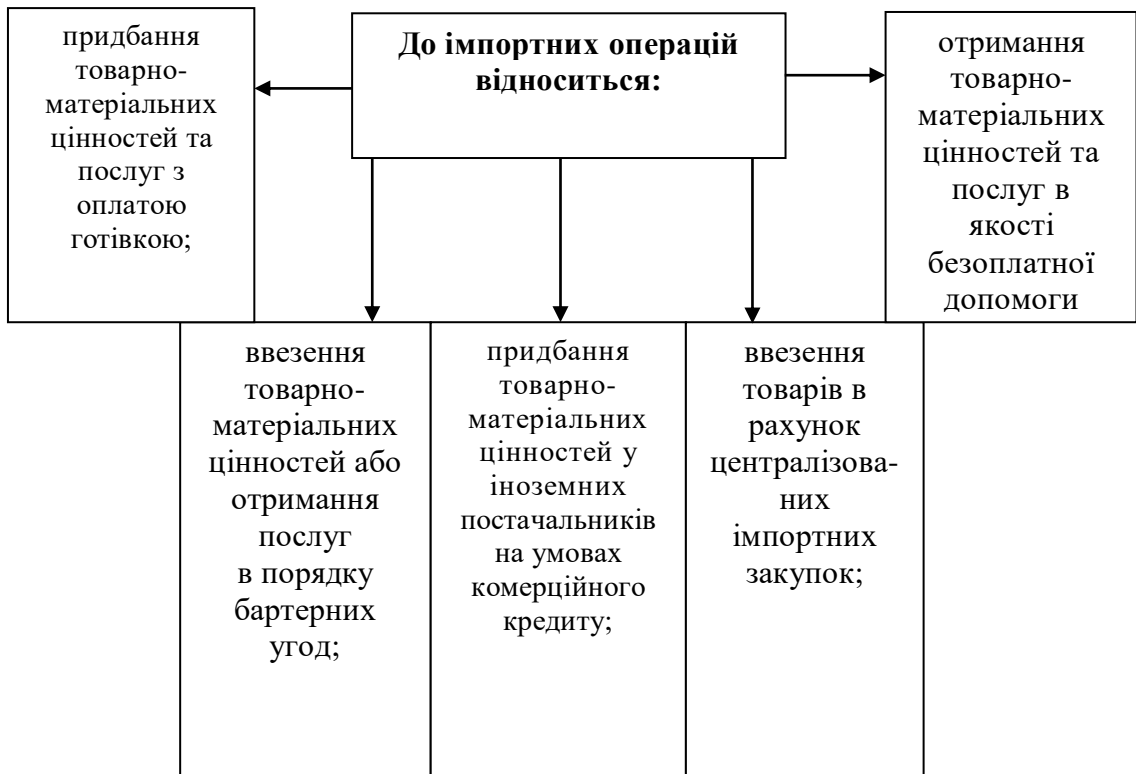 До імпортних операцій
відноситься:
придбання
товарно-
матеріальних
цінностей та
послуг з
оплатою
готівкою;
ввезення
товарно-
матеріальних
цінностей або
отримання
послуг
в порядку
бартерних
угод;
придбання
товарно-
матеріальних
цінностей у
іноземних
постачальників
на умовах
комерційного
кредиту;
ввезення
товарів в
рахунок
централізова-
них
імпортних
закупок;
отримання
товарно-
матеріальних
цінностей та
послуг в
якості
безоплатної
допомоги